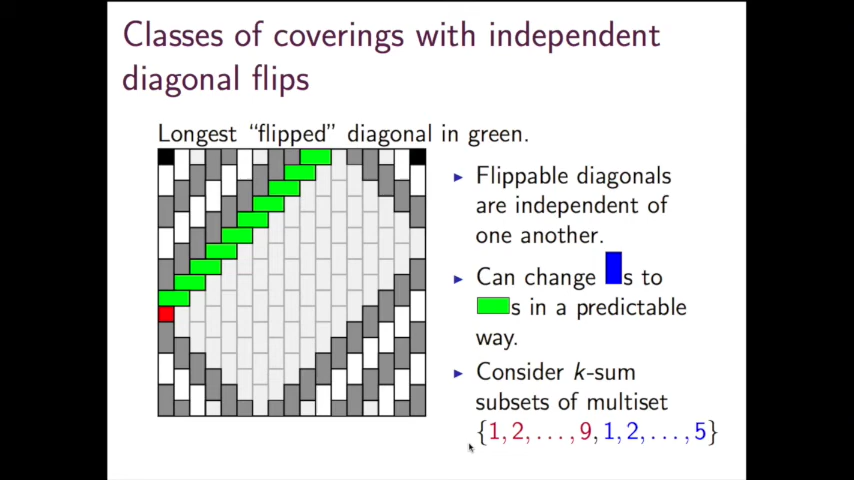 Classes of coverings with independent
diagonal flips
Longest “flipped” diagonal in green.
▸ Flippable diagonals
are independent of
one another.
▸ Can change s to
s in a predictable
way.
▸ Consider k-sum
subsets of multiset
{1, 2, . . . , 9, 1, 2, . . . , 5}